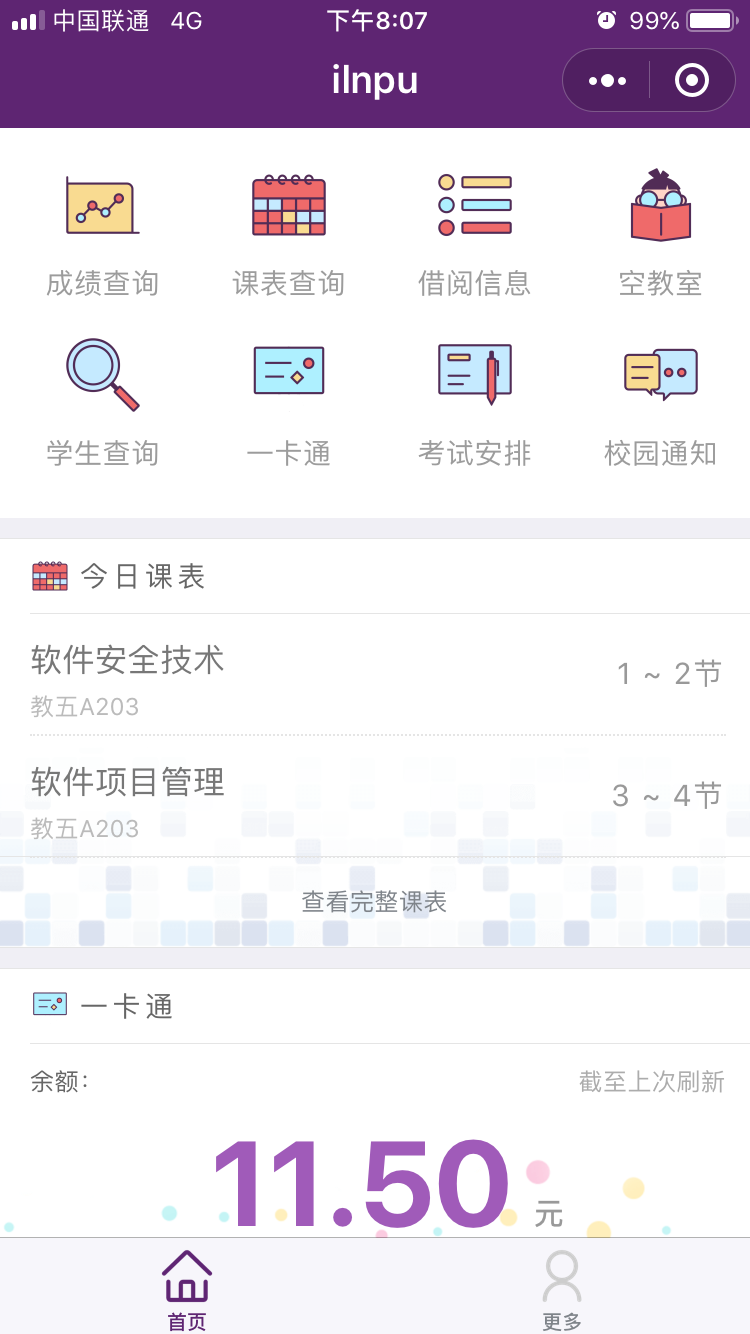 中国联通 4G 下午8:07 99%
iInpu
成绩查询 课表查询 借阅信息 空教室
学生查询 一卡通 考试安排 校园通知
今日课表
软件安全技术 1 ~ 2节
教五A203
软件项目管理 3 ~ 4节
教五A203
查看完整课表
一卡通
余额: 截至上次刷新
11.50 元
首页 更多